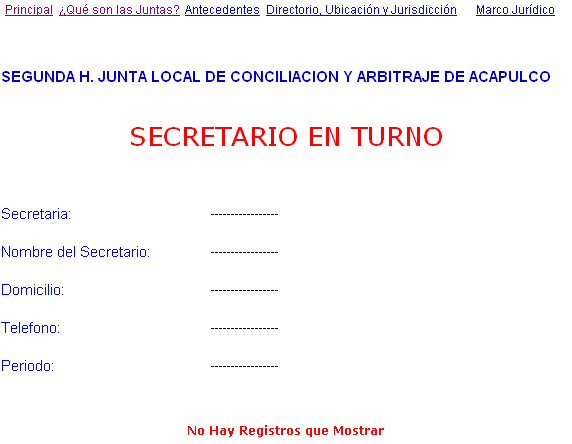 Principal ¿Qué son las Juntas? Antecedentes Directorio, Ubicación y Jurisdicción Marco Jurídico
SEGUNDA H. JUNTA LOCAL DE CONCILIACION Y ARBITRAJE DE ACAPULCO
SECRETARIO EN TURNO
Secretaria: -----------------
Nombre del Secretario: -----------------
Domicilio: -----------------
Telefono: -----------------
Periodo: -----------------
No Hay Registros que Mostrar